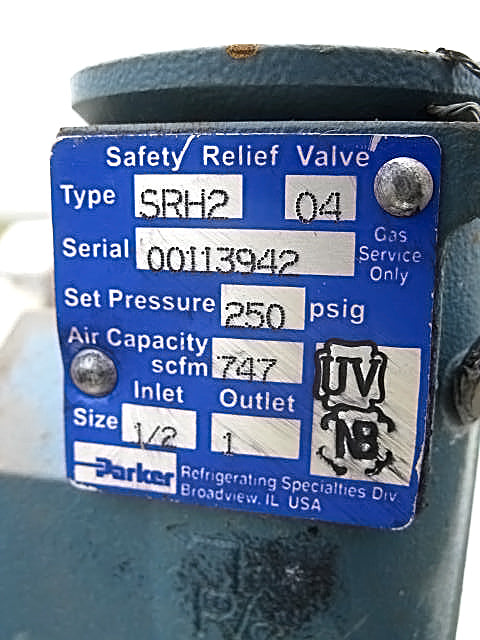 Safety Relief Valve
Type SRH2 04
Serial 00113942
Gas
Service
Only
Set Pressure 250 psig
Air Capacity
scfm 747
Inlet Outlet
Size 1/2 1
UV
NB
Parker Refrigerating Specialties Div
Broadview, IL USA